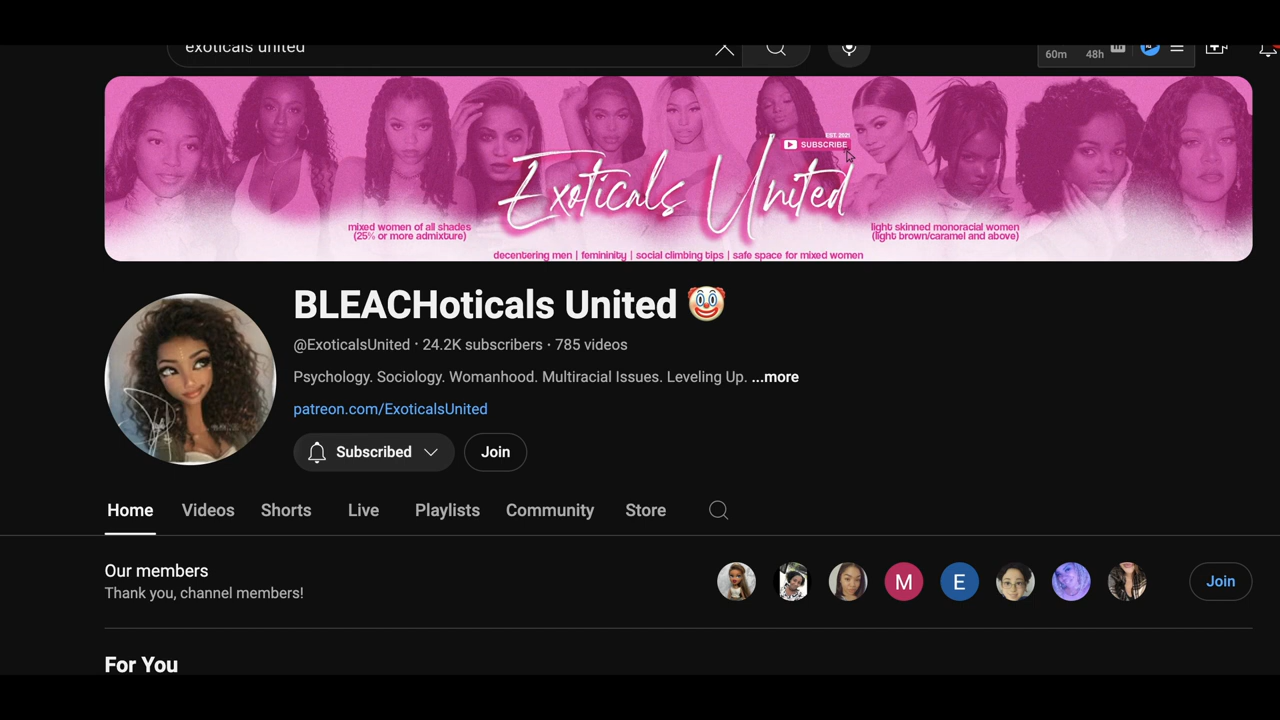 exoticals united
60m 48h
EST. 2021
SUBSCRIBE
Exoticals United
mixed women of all shades
(25% or more admixture)
light skinned monoracial women
(light brown/caramel and above)
decentering men | femininity | social climbing tips | safe space for mixed women
BLEACHoticals United 🤡
@ExoticalsUnited · 24.2K subscribers · 785 videos
Psychology. Sociology. Womanhood. Multiracial Issues. Leveling Up. ...more
patreon.com/ExoticalsUnited
Subscribed Join
Home Videos Shorts Live Playlists Community Store
Our members
Thank you, channel members!
M E
Join
For You